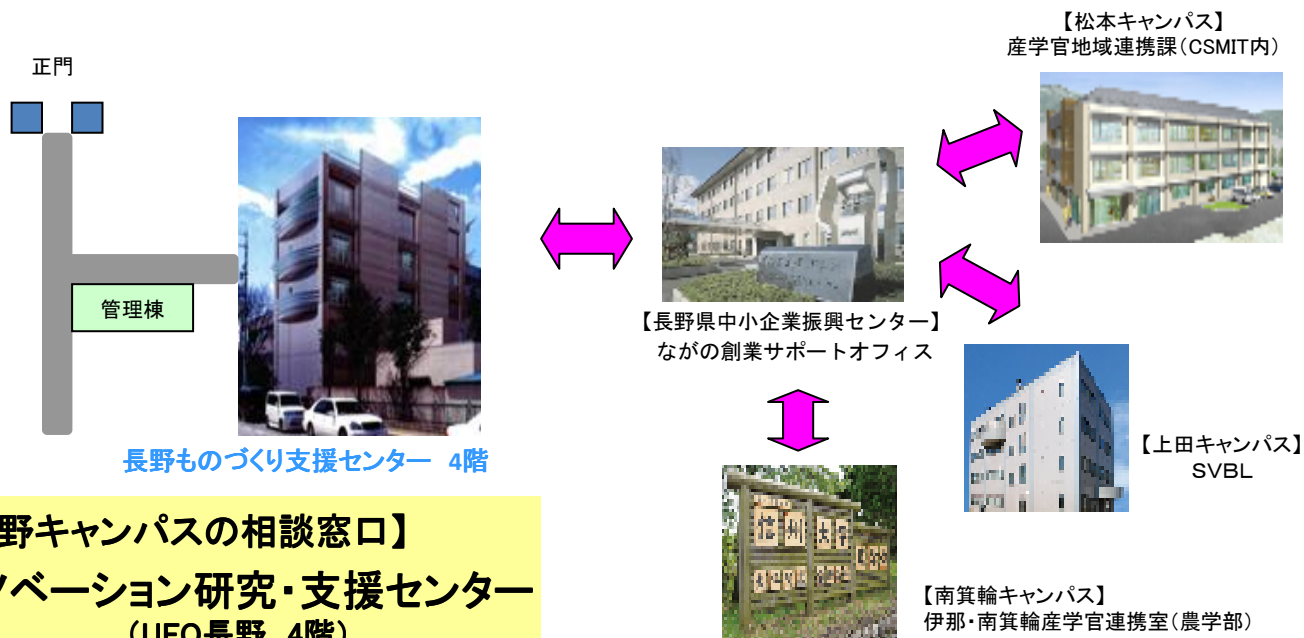 【松本キャンパス】
産学官地域連携課(CSMIT内)
正門
管理棟
【長野県中小企業振興センター】
ながの創業サポートオフィス
長野ものづくり支援センター 4階
【上田キャンパス】
SVBL
野キャンパスの相談窓口】
ノベーション研究・支援センター
(UFO長野 4階)
信州大学
【南箕輪キャンパス】
伊那・南箕輪産学官連携室(農学部)